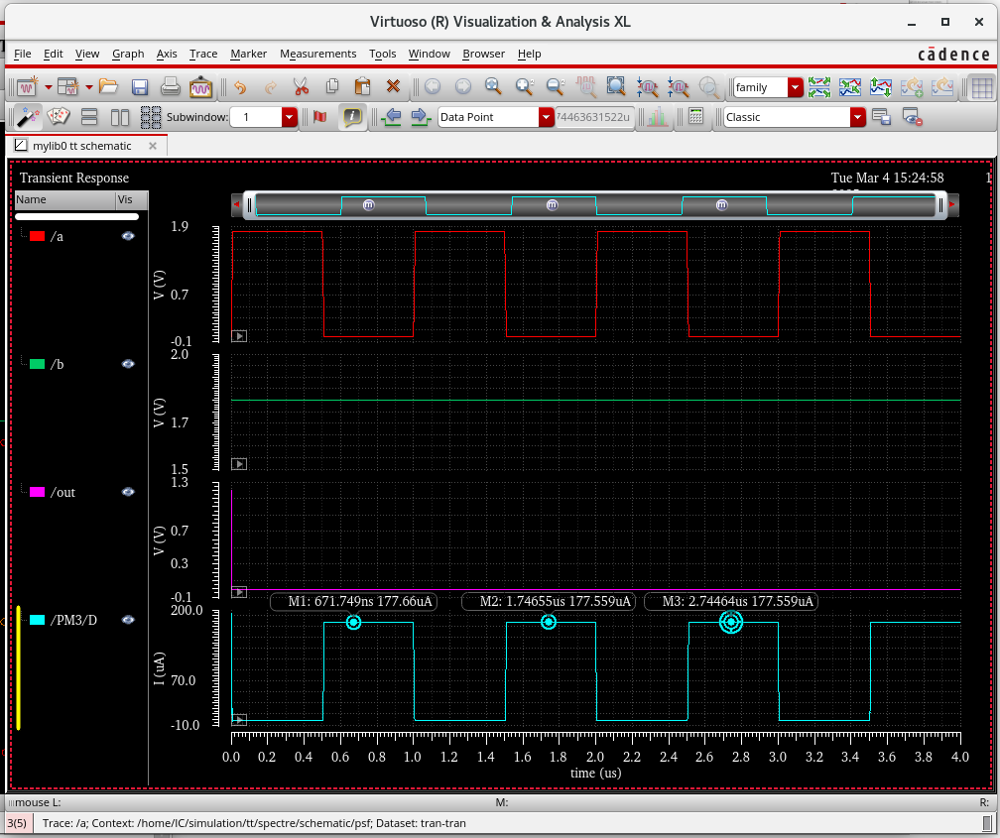 Virtuoso (R) Visualization & Analysis XL
File Edit View Graph Axis Trace Marker Measurements Tools Window Browser Help
cādence
family
Subwindow: 1
Data Point
74463631522u
Classic
mylib0 tt schematic
Transient Response
Tue Mar 4 15:24:58
1
Name Vis
/a
/b
/out
/PM3/D
m m m
1.9
V (V)
0.7
-0.1
2.0
V (V)
1.7
1.5
1.3
V (V)
0.7
0.3
-0.1
M1: 671.749ns 177.66uA
M2: 1.74655us 177.559uA
M3: 2.74464us 177.559uA
200.0
I (uA)
70.0
-10.0
0.0 0.2 0.4 0.6 0.8 1.0 1.2 1.4 1.6 1.8 2.0 2.2 2.4 2.6 2.8 3.0 3.2 3.4 3.6 3.8 4.0
time (us)
mouse L: M: R:
3(5) Trace: /a; Context: /home/IC/simulation/tt/spectre/schematic/psf; Dataset: tran-tran